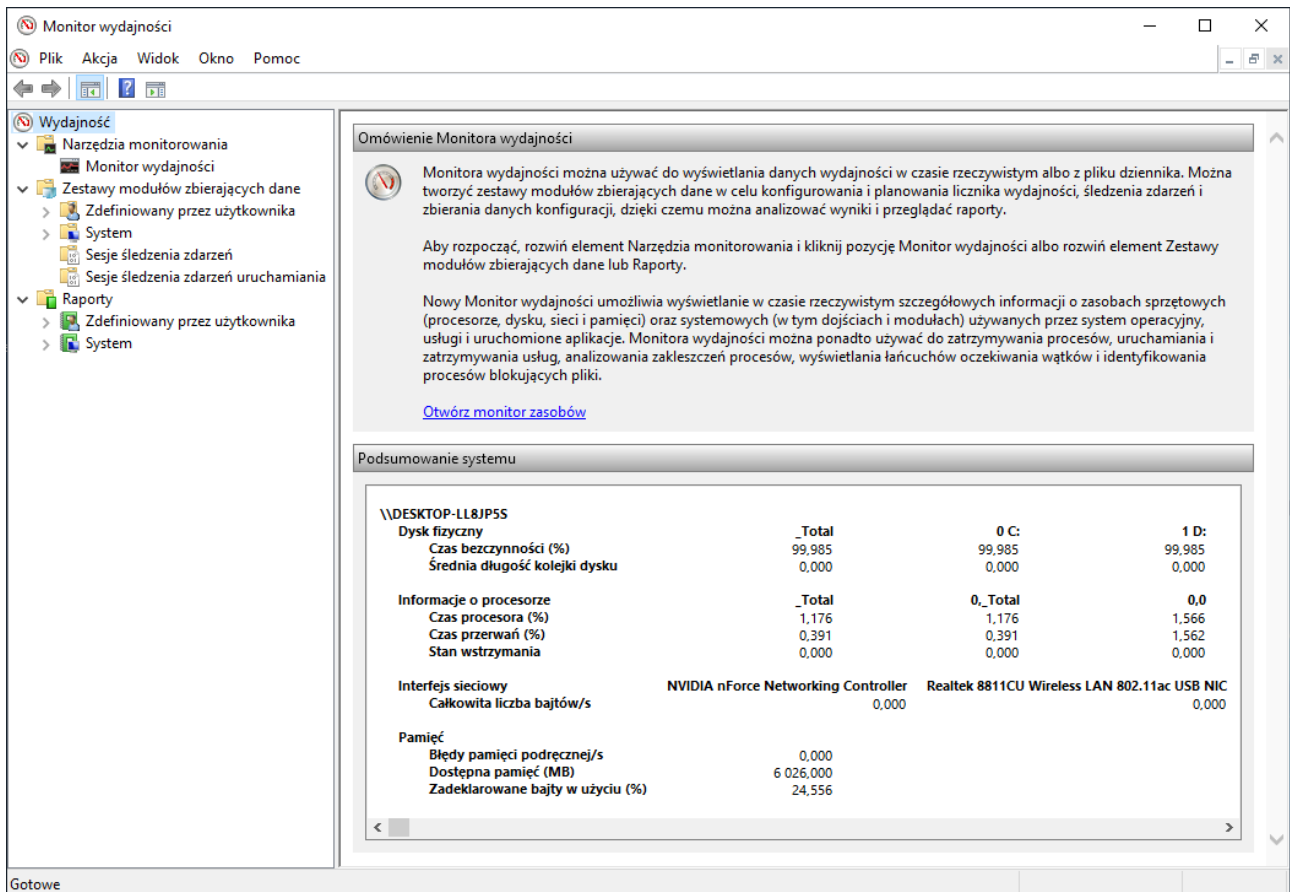 Monitor wydajności
Plik Akcja Widok Okno Pomoc
Wydajność
Narzędzia monitorowania
Monitor wydajności
Zestawy modułów zbierających dane
Zdefiniowany przez użytkownika
System
Sesje śledzenia zdarzeń
Sesje śledzenia zdarzeń uruchamiania
Raporty
Zdefiniowany przez użytkownika
System
Omówienie Monitora wydajności
Monitora wydajności można używać do wyświetlania danych wydajności w czasie rzeczywistym albo z pliku dziennika. Można
tworzyć zestawy modułów zbierających dane w celu konfigurowania i planowania licznika wydajności, śledzenia zdarzeń i
zbierania danych konfiguracji, dzięki czemu można analizować wyniki i przeglądać raporty.
Aby rozpocząć, rozwiń element Narzędzia monitorowania i kliknij pozycję Monitor wydajności albo rozwiń element Zestawy
modułów zbierających dane lub Raporty.
Nowy Monitor wydajności umożliwia wyświetlanie w czasie rzeczywistym szczegółowych informacji o zasobach sprzętowych
(procesorze, dysku, sieci i pamięci) oraz systemowych (w tym dojściach i modułach) używanych przez system operacyjny,
usługi i uruchomione aplikacje. Monitora wydajności można ponadto używać do zatrzymywania procesów, uruchamiania i
zatrzymywania usług, analizowania zakleszczeń procesów, wyświetlania łańcuchów oczekiwania wątków i identyfikowania
procesów blokujących pliki.
Otwórz monitor zasobów
Podsumowanie systemu
\\DESKTOP-LL8JP5S
Dysk fizyczny _Total 0 C: 1 D:
Czas bezczynności (%) 99,985 99,985 99,985
Średnia długość kolejki dysku 0,000 0,000 0,000
Informacje o procesorze _Total 0,_Total 0,0
Czas procesora (%) 1,176 1,176 1,566
Czas przerwań (%) 0,391 0,391 1,562
Stan wstrzymania 0,000 0,000 0,000
Interfejs sieciowy NVIDIA nForce Networking Controller Realtek 8811CU Wireless LAN 802.11ac USB NIC
Całkowita liczba bajtów/s 0,000 0,000
Pamięć
Błędy pamięci podręcznej/s 0,000
Dostępna pamięć (MB) 6 026,000
Zadeklarowane bajty w użyciu (%) 24,556
Gotowe